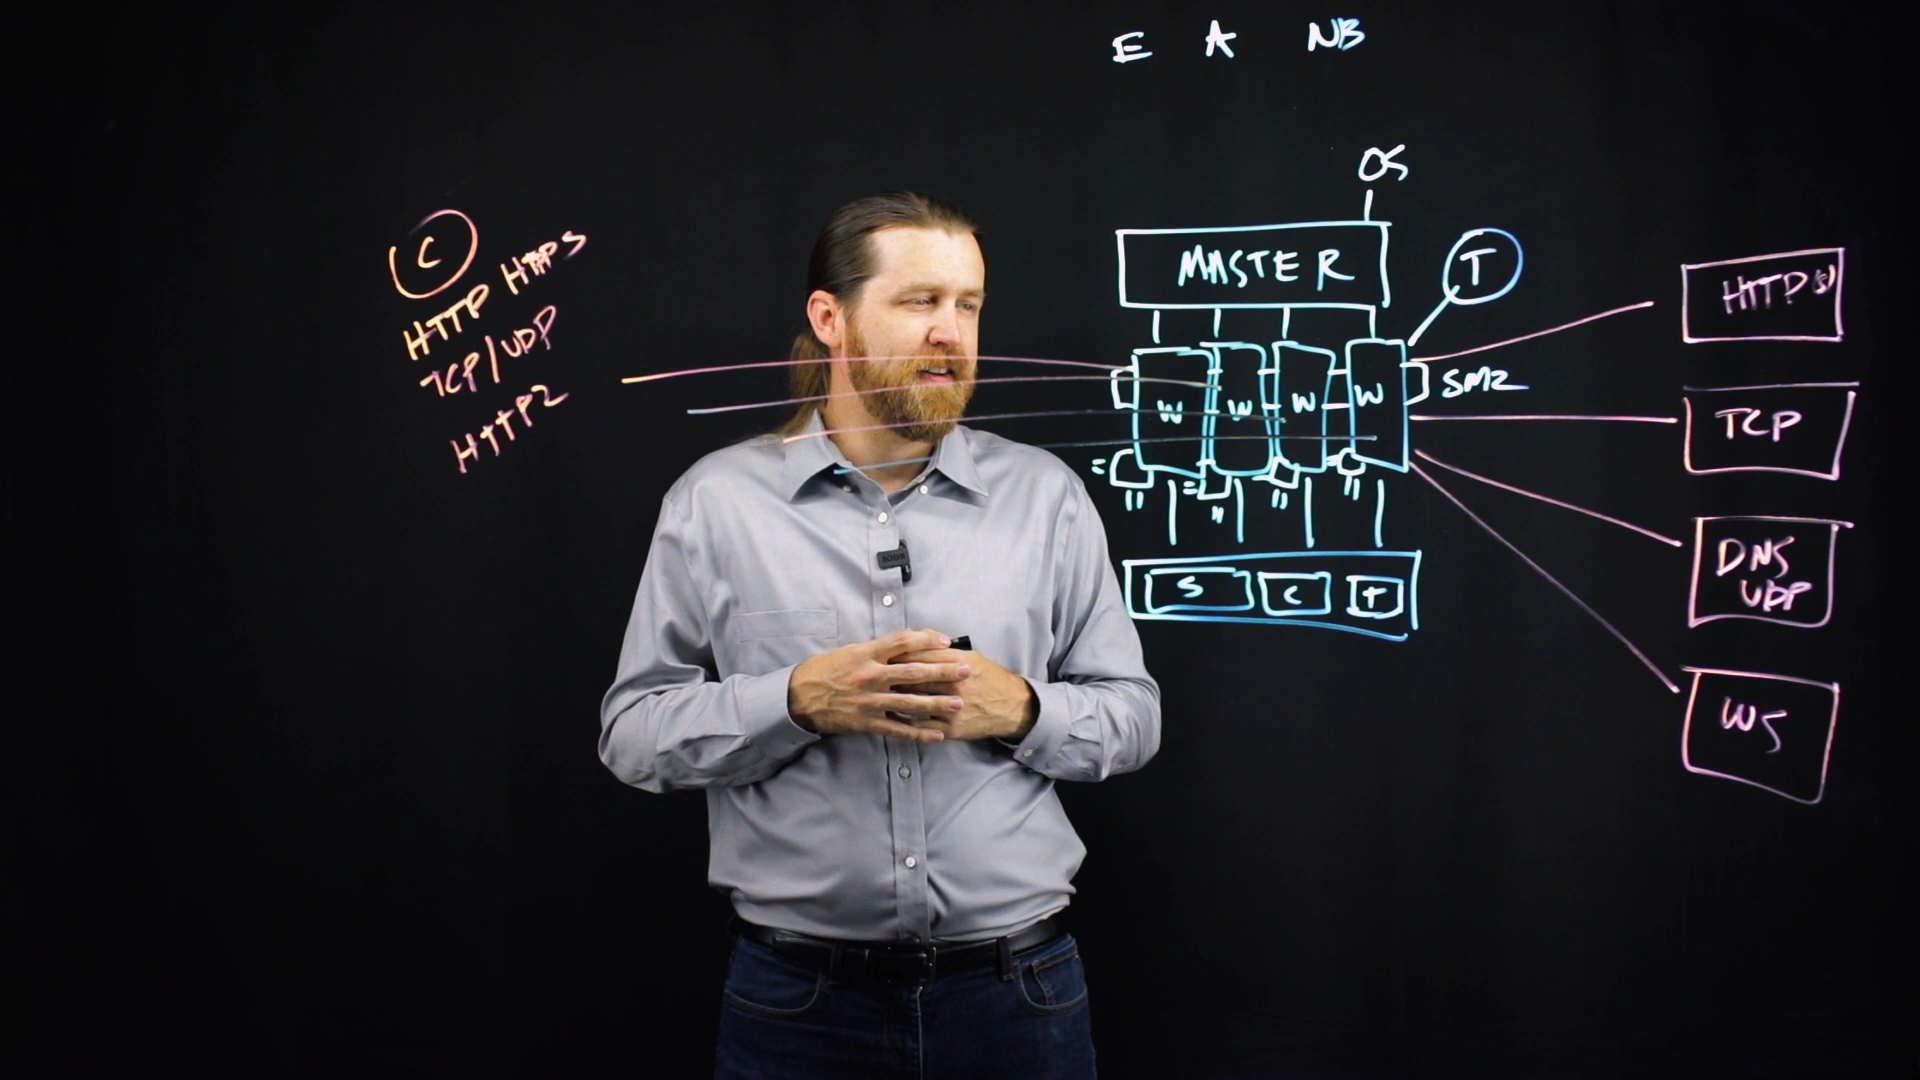 E A NB
OS
MASTER
T
C
HTTP HTTPS
TCP/UDP
HTTP2
W W W W
SMZ
S C T
HTTP(S)
TCP
DNS
UDP
WS